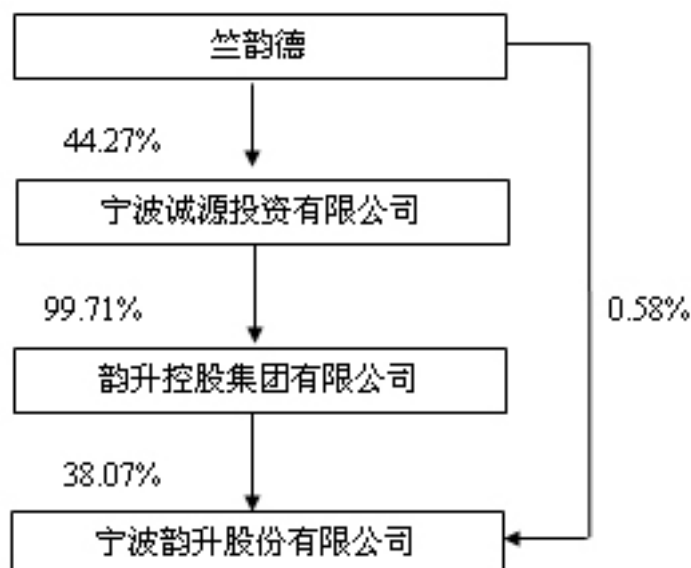 竺韵德
44.27%
宁波诚源投资有限公司
99.71%
0.58%
韵升控股集团有限公司
38.07%
宁波韵升股份有限公司